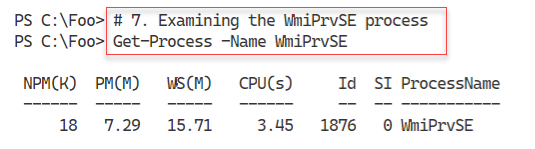 PS C:\Foo> # 7. Examining the WmiPrvSE process
PS C:\Foo> Get-Process -Name WmiPrvSE
NPM(K) PM(M) WS(M) CPU(s) Id SI ProcessName
------ ----- ----- ------ -- -- -----------
18 7.29 15.71 3.45 1876 0 WmiPrvSE